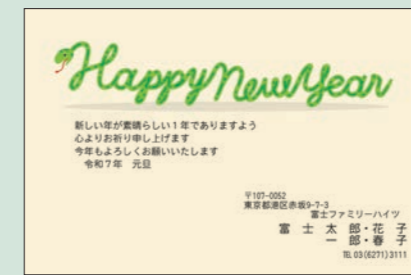 Happy New Year
新しい年が素晴らしい1年でありますよう
心よりお祈り申し上げます
今年もよろしくお願いいたします
令和7年 元旦
〒107-0052
東京都港区赤坂9-7-3
富士ファミリーハイツ
富士太郎・花子
一郎・春子
TEL 03(6271)3111